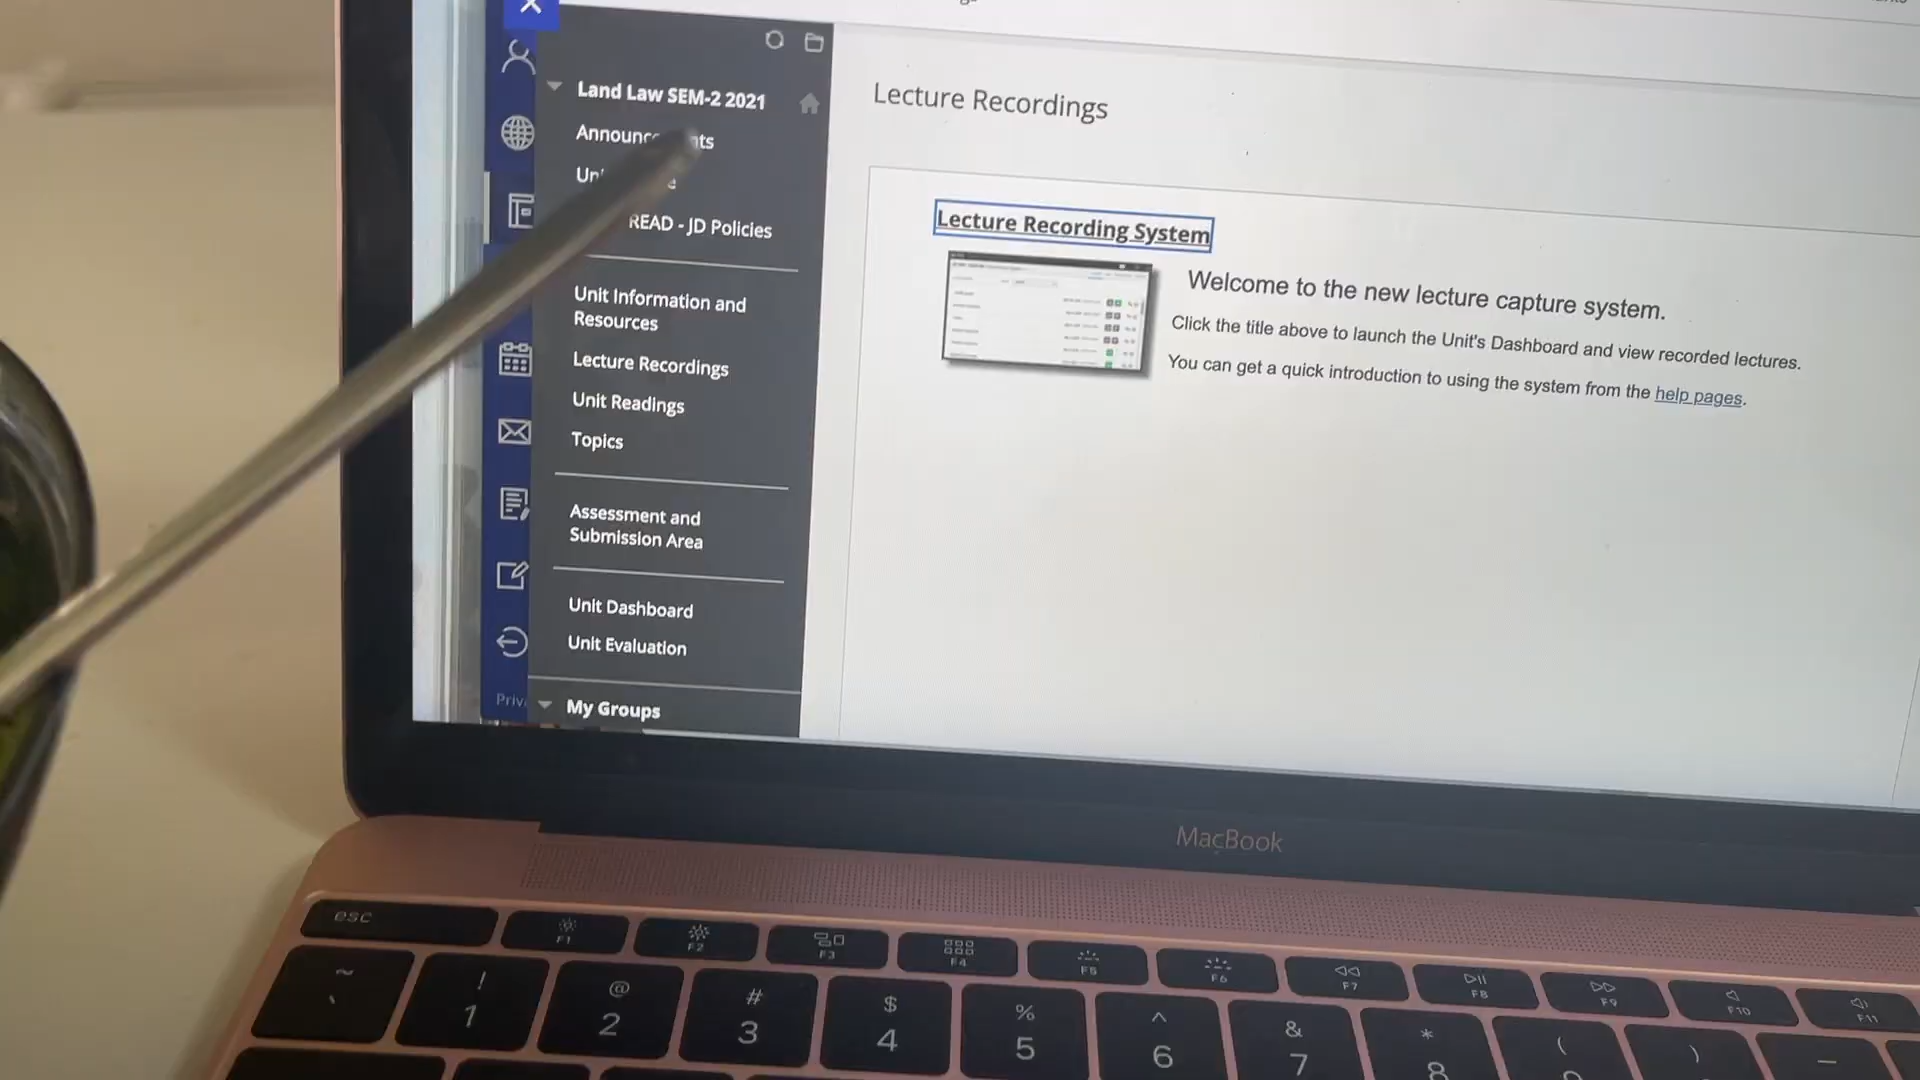 Land Law SEM-2 2021
READ - JD Policies
Unit Information and
Resources
Lecture Recordings
Unit Readings
Topics
Assessment and
Submission Area
Unit Dashboard
Unit Evaluation
My Groups
Lecture Recordings
Lecture Recording System
Welcome to the new lecture capture system.
Click the title above to launch the Unit's Dashboard and view recorded lectures.
You can get a quick introduction to using the system from the help pages.
MacBook
esc
F1
F2
F3
F4
F5
F6
F7
F8
F9
F10
F11
~ `
! 1
@ 2
# 3
$ 4
% 5
^ 6
& 7
* 8
(
)